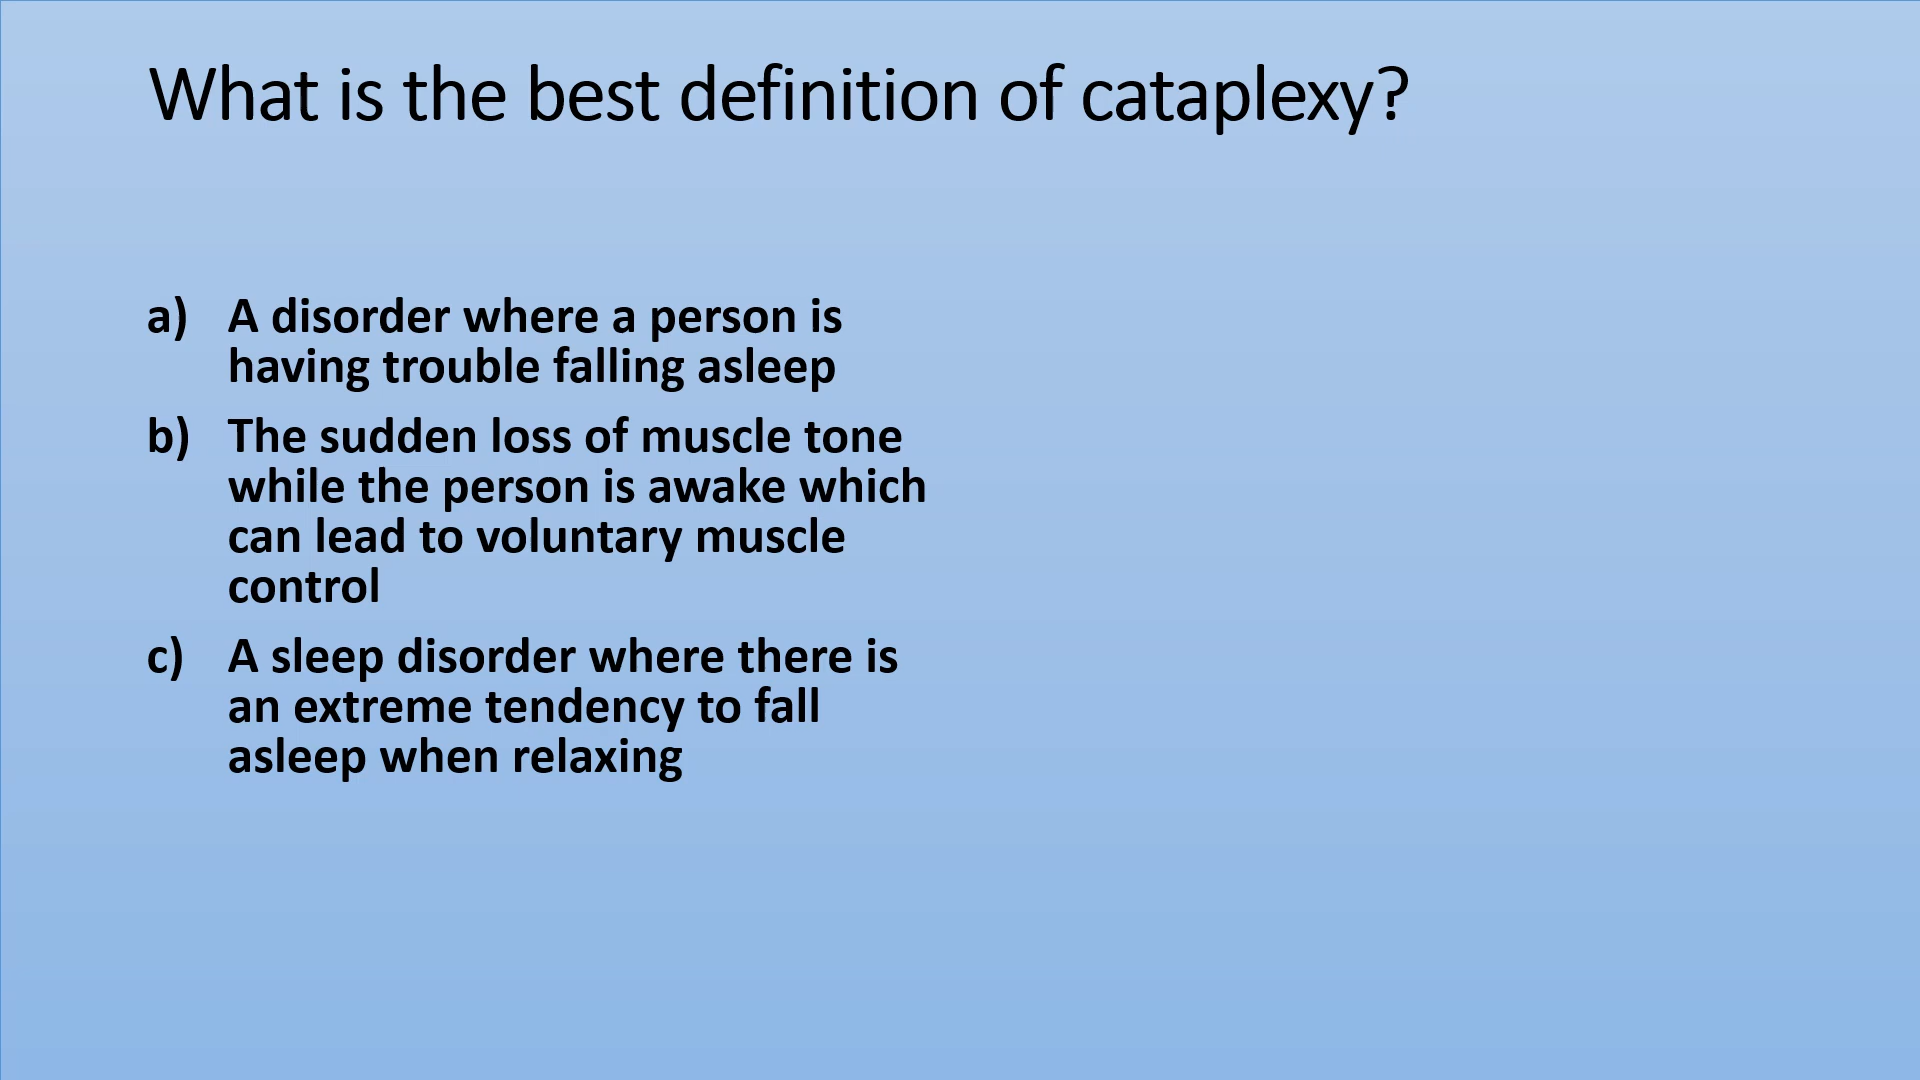 What is the best definition of cataplexy?
a) A disorder where a person is
having trouble falling asleep
b) The sudden loss of muscle tone
while the person is awake which
can lead to voluntary muscle
control
c) A sleep disorder where there is
an extreme tendency to fall
asleep when relaxing